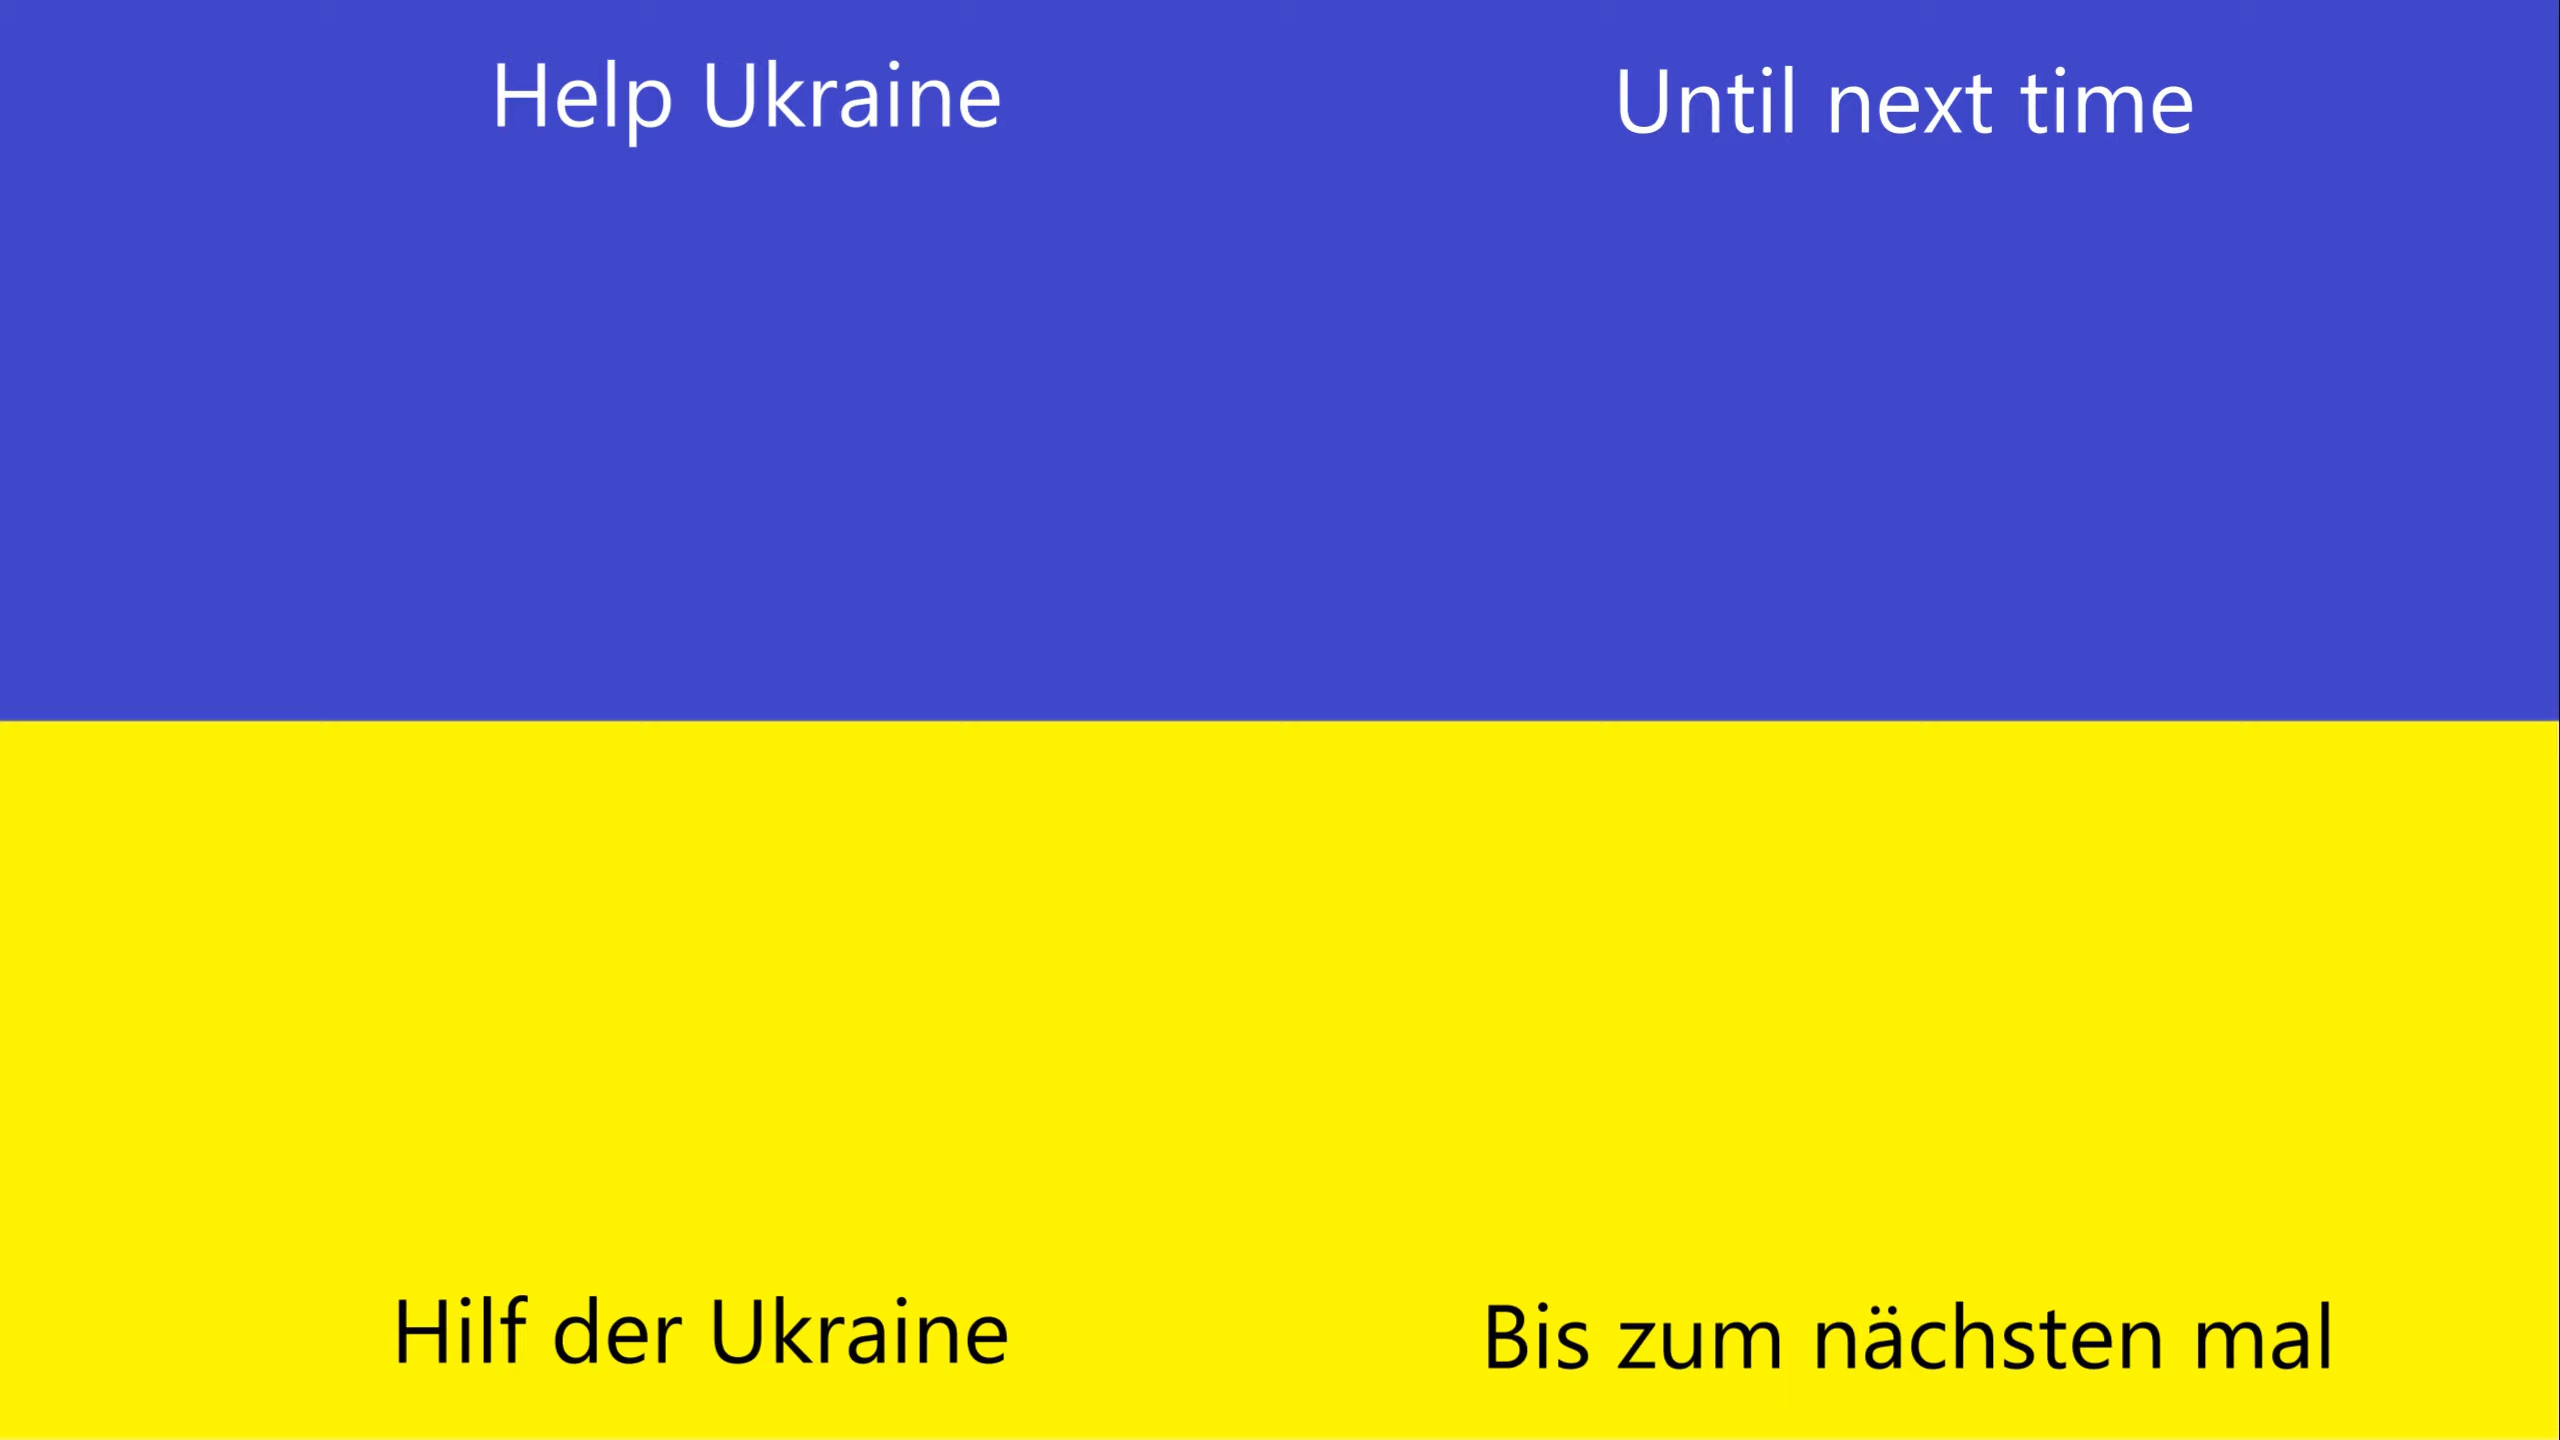 Help Ukraine
Until next time
Hilf der Ukraine
Bis zum nächsten mal